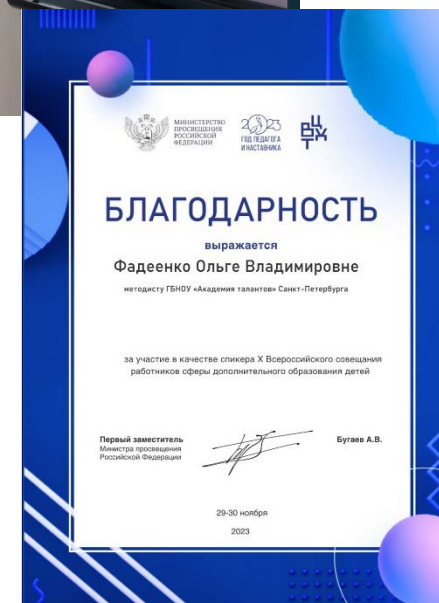 МИНИСТЕРСТВО
ПРОСВЕЩЕНИЯ
РОССИЙСКОЙ
ФЕДЕРАЦИИ
2023
ГОД ПЕДАГОГА
И НАСТАВНИКА
ВЦХТ
БЛАГОДАРНОСТЬ
выражается
Фадеенко Ольге Владимировне
методисту ГБНОУ «Академия талантов» Санкт-Петербурга
за участие в качестве спикера X Всероссийского совещания
работников сферы дополнительного образования детей
Первый заместитель
Министра просвещения
Российской Федерации
Бугаев А.В.
29-30 ноября
2023